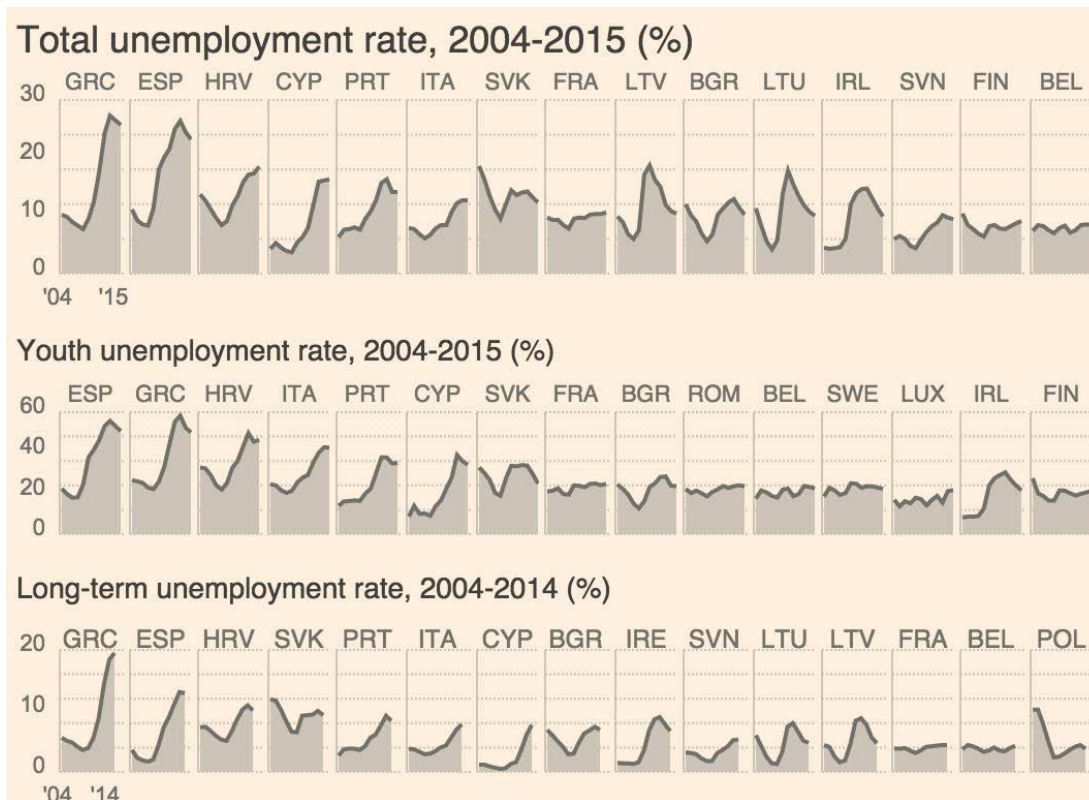 Total unemployment rate, 2004-2015 (%)
GRC ESP HRV CYP PRT ITA SVK FRA LTV BGR LTU IRL SVN FIN BEL
30
20
10
0
'04 '15
Youth unemployment rate, 2004-2015 (%)
ESP GRC HRV ITA PRT CYP SVK FRA BGR ROM BEL SWE LUX IRL FIN
60
40
20
0
Long-term unemployment rate, 2004-2014 (%)
GRC ESP HRV SVK PRT ITA CYP BGR IRE SVN LTU LTV FRA BEL POL
20
10
0
'04 '14